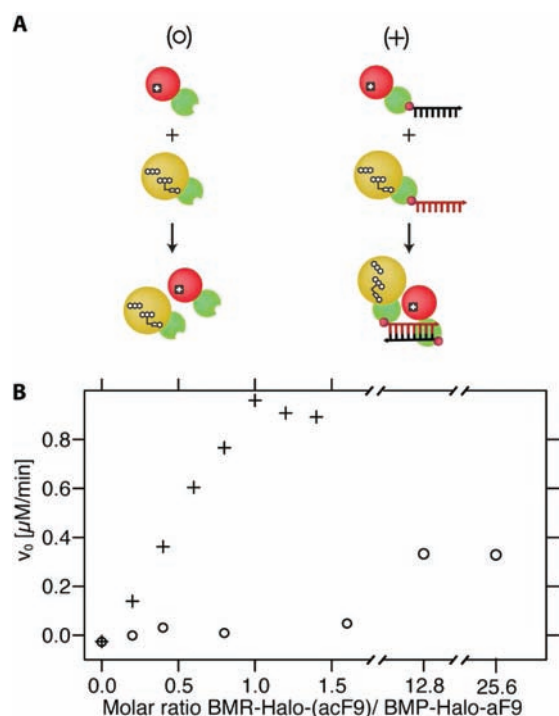 A
(O) (+)
+ +
B
0.8
0.6
0.4
0.2
0.0
v₀ [µM/min]
0.0 0.5 1.0 1.5 12.8 25.6
Molar ratio BMR-Halo-(acF9)/ BMP-Halo-aF9